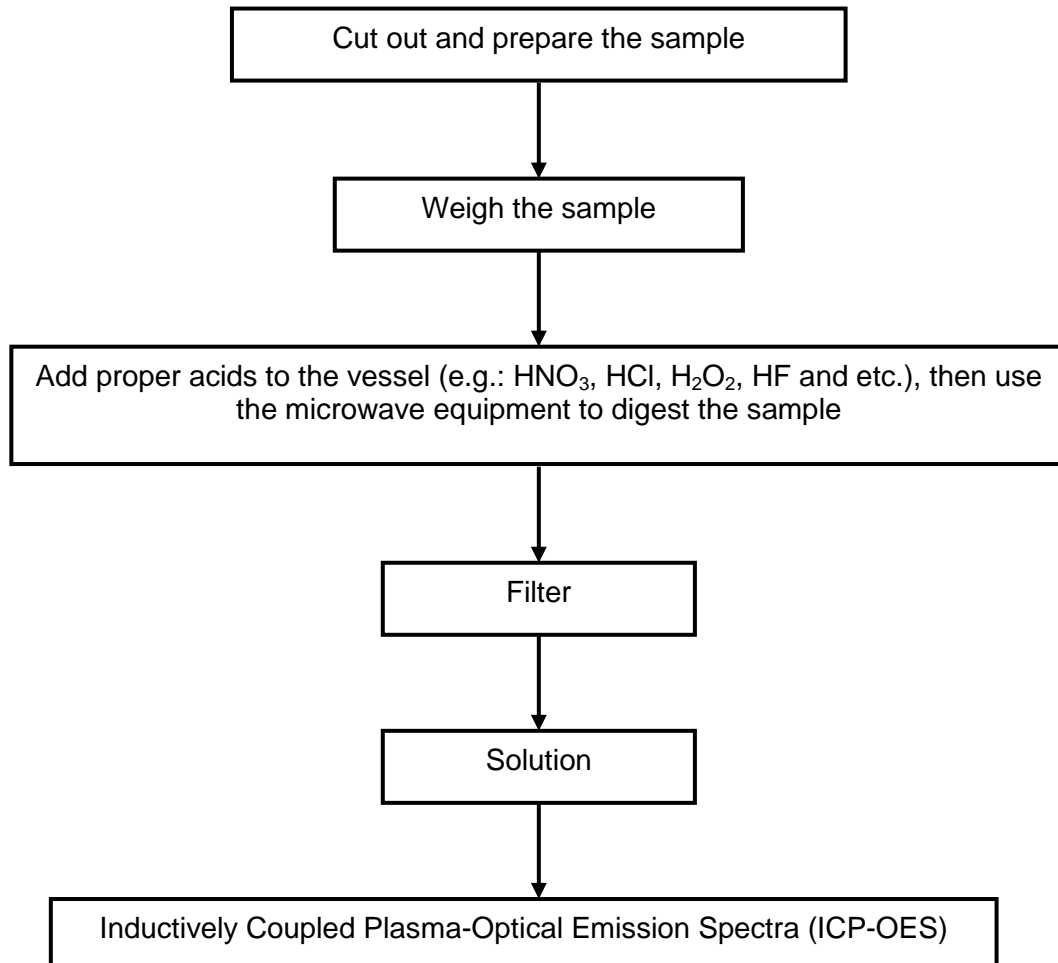 Cut out and prepare the sample
Weigh the sample
Add proper acids to the vessel (e.g.: HNO₃, HCl, H₂O₂, HF and etc.), then use
the microwave equipment to digest the sample
Filter
Solution
Inductively Coupled Plasma-Optical Emission Spectra (ICP-OES)